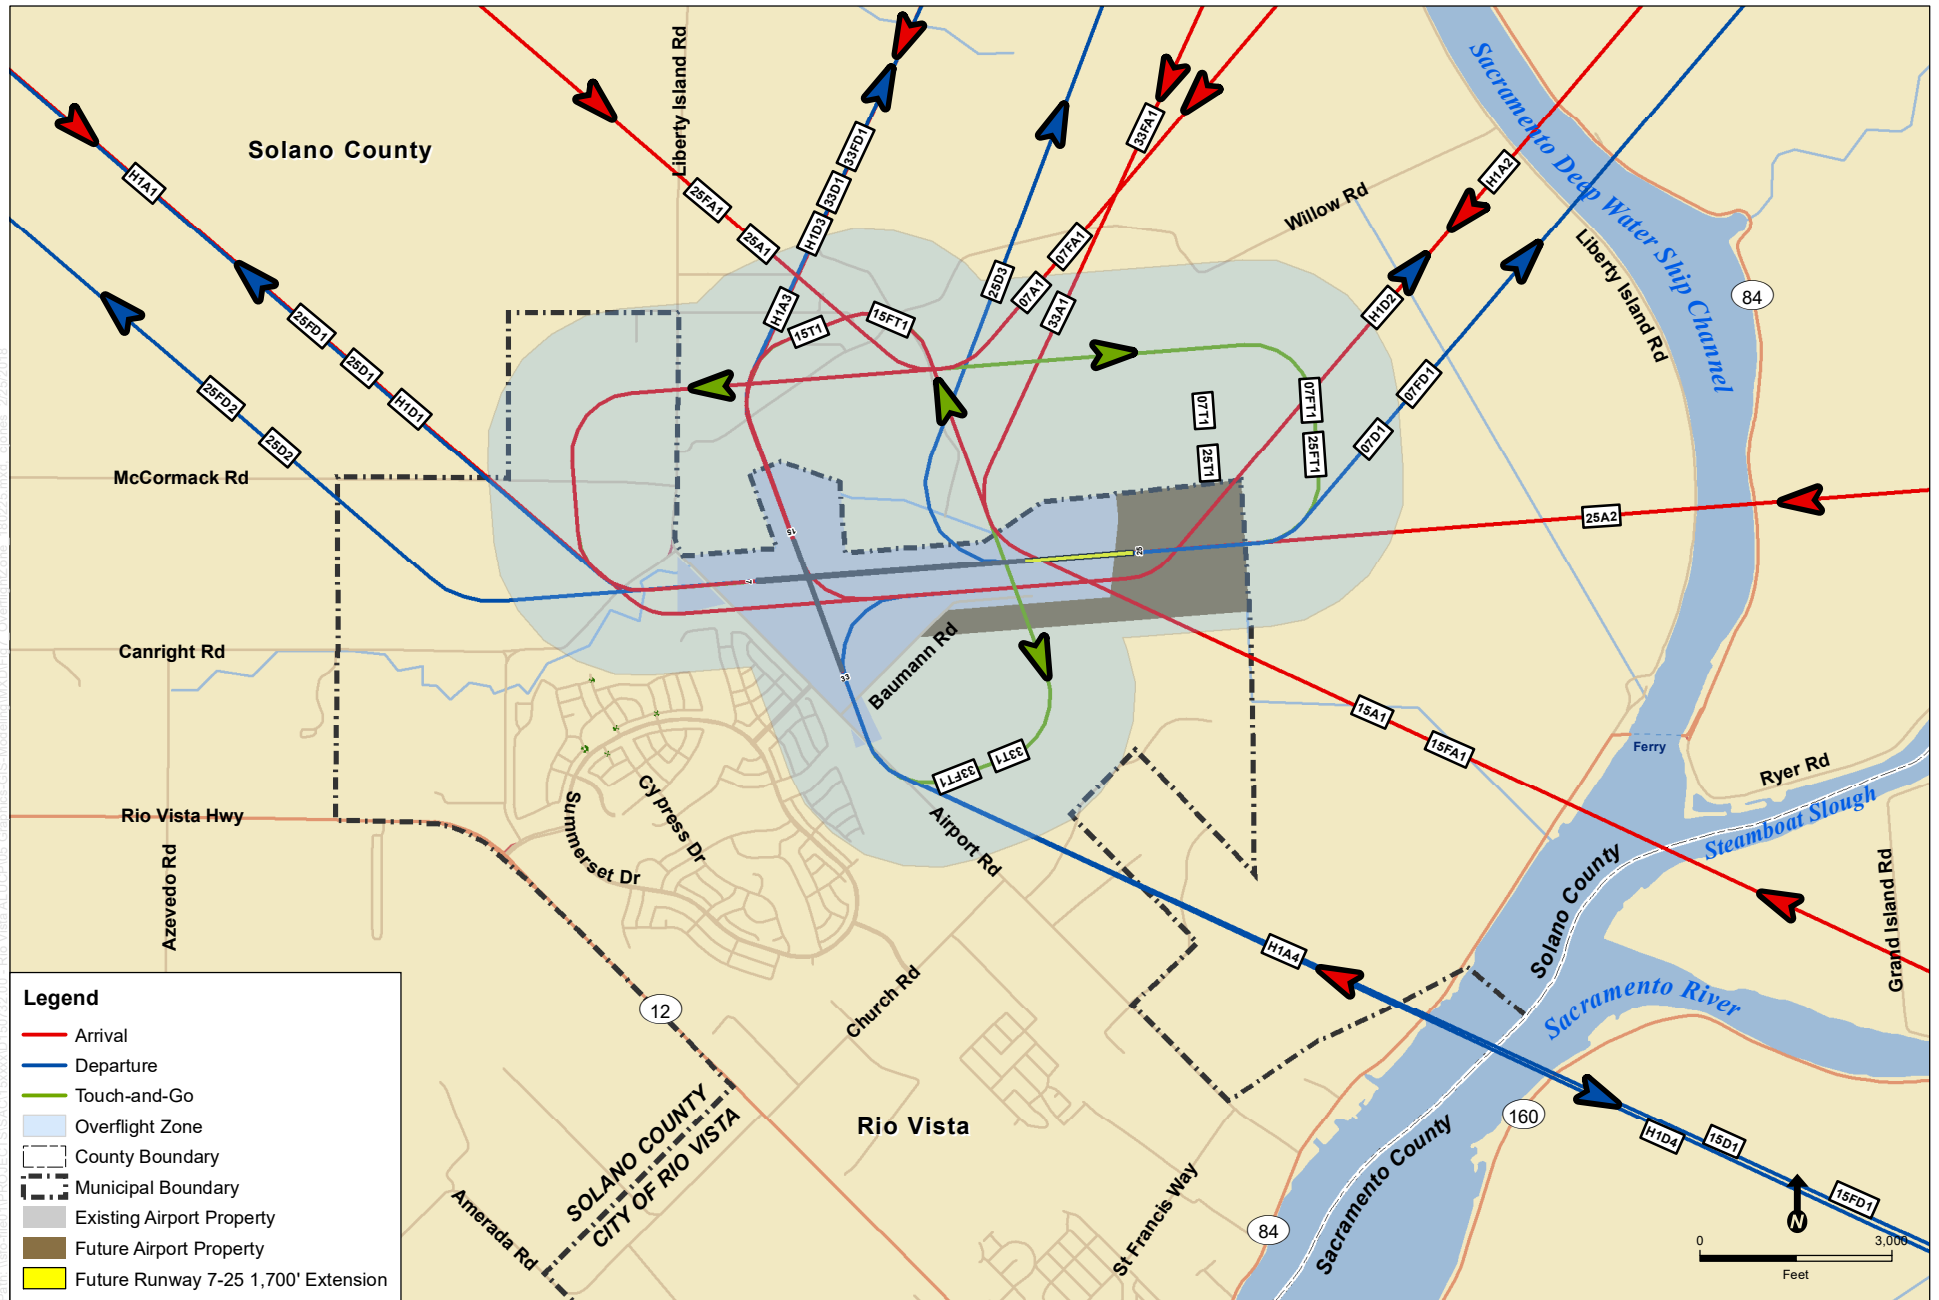 Solano County
Liberty Island Rd
Sacramento Deep Water Ship Channel
H1A1
25FA1
25A1
33FD1
33D1
H1D3
H1A3
15T1
15FT1
25D3
33FA1
07FA1
07A1
33A1
Willow Rd
H1A2
H1D2
Liberty Island Rd
84
25FD1
25D1
H1D1
25FD2
25D2
07T1
25T1
07FT1
25FT1
07FD1
07D1
25A2
McCormack Rd
15
7
25
33
Canright Rd
Baumann Rd
15A1
15FA1
Ferry
Ryer Rd
Steamboat Slough
33FT1
33T1
Rio Vista Hwy
Azevedo Rd
Summerset Dr
Cypress Dr
Airport Rd
Solano County
Grand Island Rd
H1A4
Church Rd
12
Sacramento River
Rio Vista
160
Sacramento County
St Francis Way
84
H1D4
15D1
15FD1
SOLANO COUNTY
CITY OF RIO VISTA
Amerada Rd
Legend
Arrival
Departure
Touch-and-Go
Overflight Zone
County Boundary
Municipal Boundary
Existing Airport Property
Future Airport Property
Future Runway 7-25 1,700' Extension
N
0 3,000
Feet